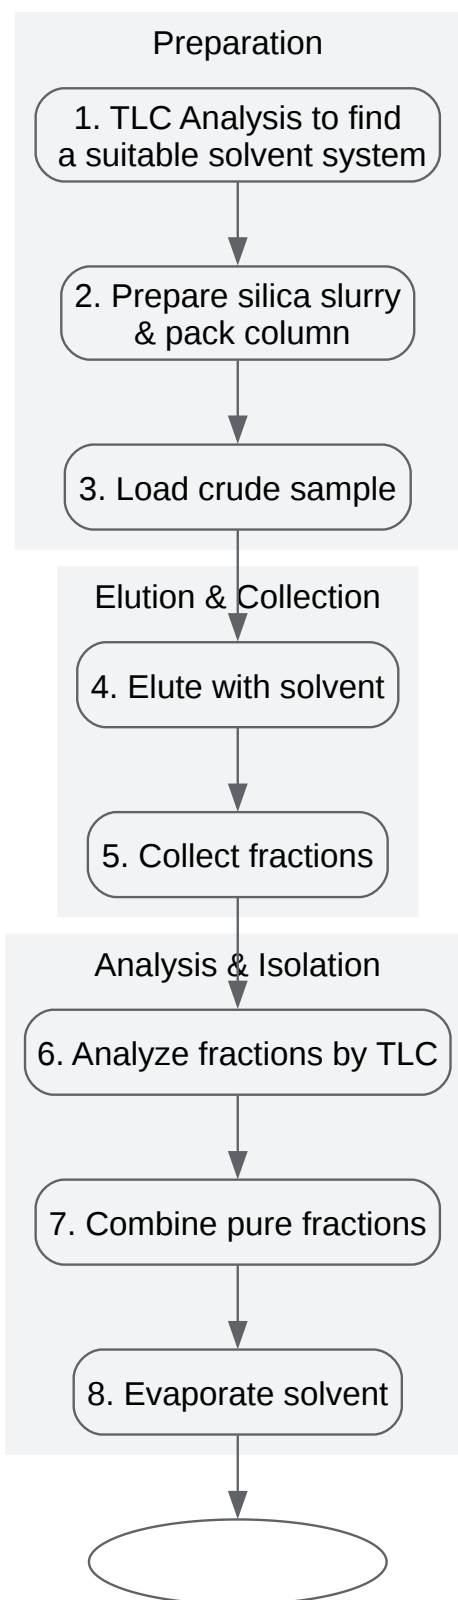 Preparation
1. TLC Analysis to find
a suitable solvent system
2. Prepare silica slurry
& pack column
3. Load crude sample
Elution & Collection
4. Elute with solvent
5. Collect fractions
Analysis & Isolation
6. Analyze fractions by TLC
7. Combine pure fractions
8. Evaporate solvent